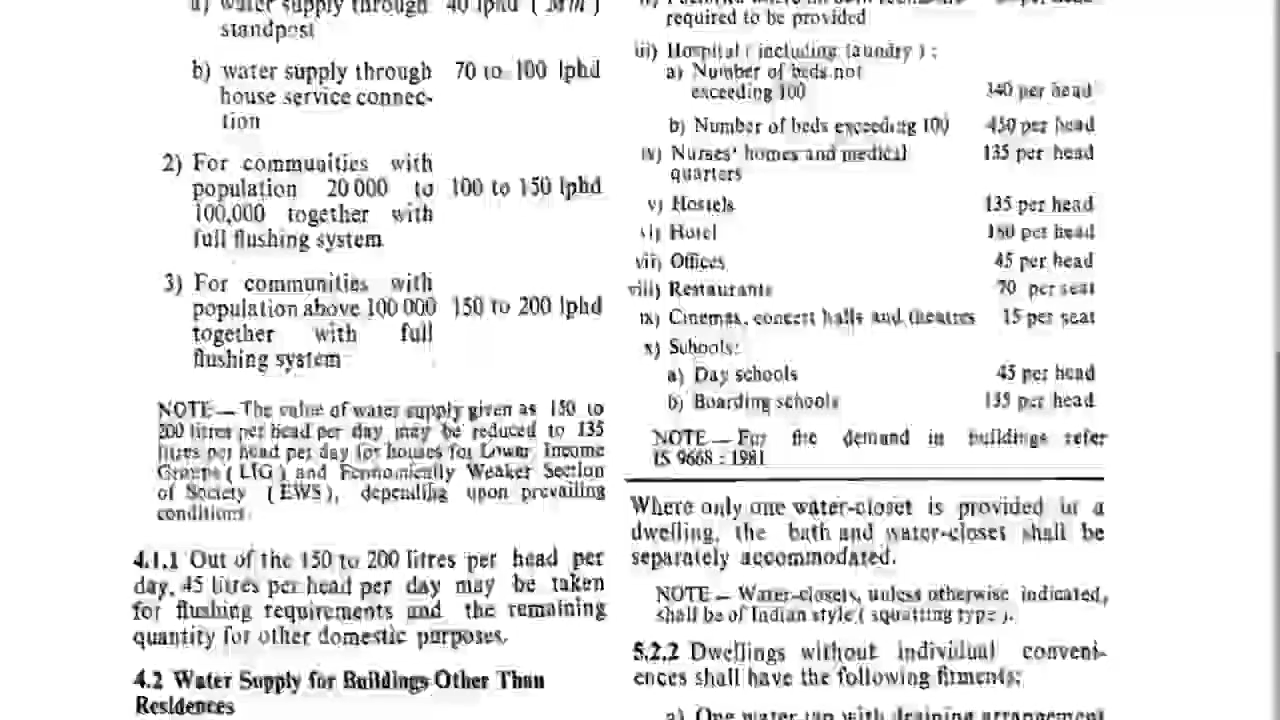 a) water supply through 40 lphd ( Min )
standpost
b) water supply through 70 to 100 lphd
house service connec-
tion
2) For communities with
population 20 000 to 100 to 150 lphd
100,000 together with
full flushing system
3) For communities with
population above 100 000 150 to 200 lphd
together with full
flushing system
NOTE — The value of water supply given as 150 to
200 litres per head per day may be reduced to 135
litres per head per day for houses for Lower Income
Groups ( LIG ) and Economically Weaker Section
of Society ( EWS ), depending upon prevailing
conditions.
4.1.1 Out of the 150 to 200 litres per head per
day, 45 litres per head per day may be taken
for flushing requirements and the remaining
quantity for other domestic purposes.
4.2 Water Supply for Buildings Other Than
Residences
required to be provided
iii) Hospital ( including laundry ) :
a) Number of beds not
exceeding 100 340 per head
b) Number of beds exceeding 100 450 per head
iv) Nurses' homes and medical 135 per head
quarters
v) Hostels 135 per head
vi) Hotel 180 per head
vii) Offices 45 per head
viii) Restaurants 70 per seat
ix) Cinemas, concert halls and theatres 15 per seat
x) Schools:
a) Day schools 45 per head
b) Boarding schools 135 per head
NOTE — For fire demand in buildings refer
IS 9668 : 1981
Where only one water-closet is provided in a
dwelling, the bath and water-closet shall be
separately accommodated.
NOTE — Water-closets, unless otherwise indicated,
shall be of Indian style ( squatting type ).
5.2.2 Dwellings without individual conveni-
ences shall have the following fitments:
a) One water tap with draining arrangement